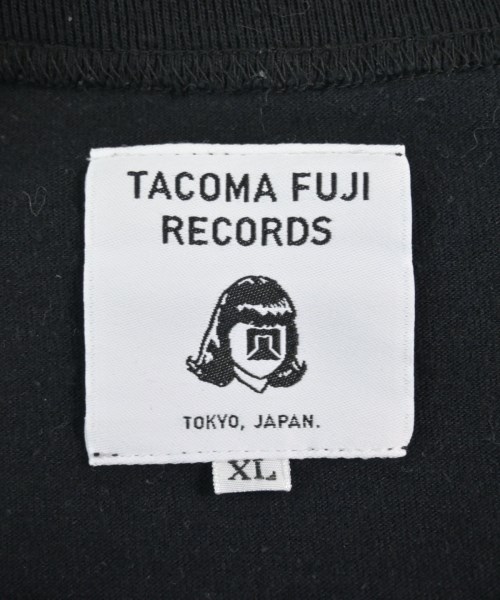 TACOMA FUJI
RECORDS
TOKYO, JAPAN.
XL